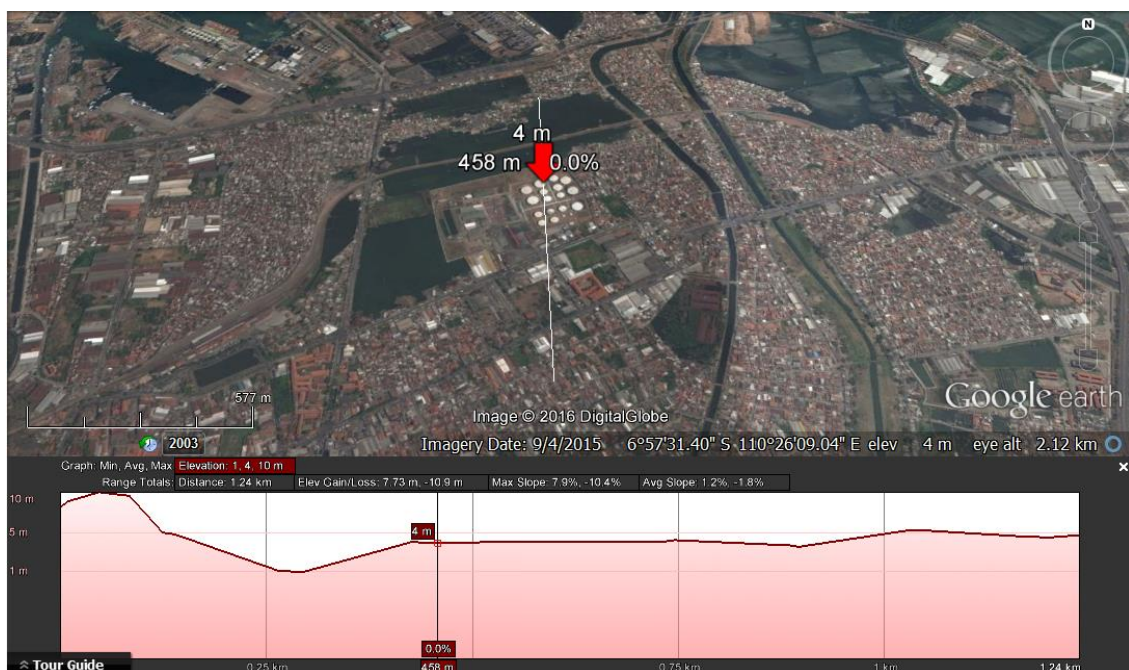 N
4 m
458 m 0.0%
577 m
Google earth
Image © 2016 DigitalGlobe
2003
Imagery Date: 9/4/2015 6°57'31.40" S 110°26'09.04" E elev 4 m eye alt 2.12 km
Graph: Min, Avg, Max Elevation: 1, 4, 10 m
Range Totals: Distance: 1.24 km Elev Gain/Loss: 7.73 m, -10.9 m Max Slope: 7.9%, -10.4% Avg Slope: 1.2%, -1.8%
10 m
5 m
4 m
1 m
0.0%
Tour Guide 0.25 km 458 m 0.75 km 1 km 1.24 km